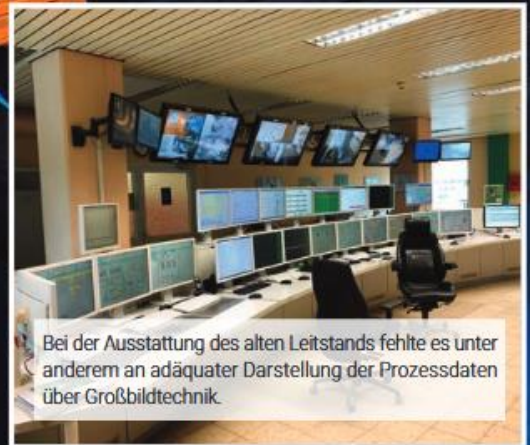 Bei der Ausstattung des alten Leitstands fehlte es unter
anderem an adäquater Darstellung der Prozessdaten
über Großbildtechnik.